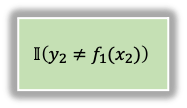 𝕀(y₂ ≠ f₁(x₂))